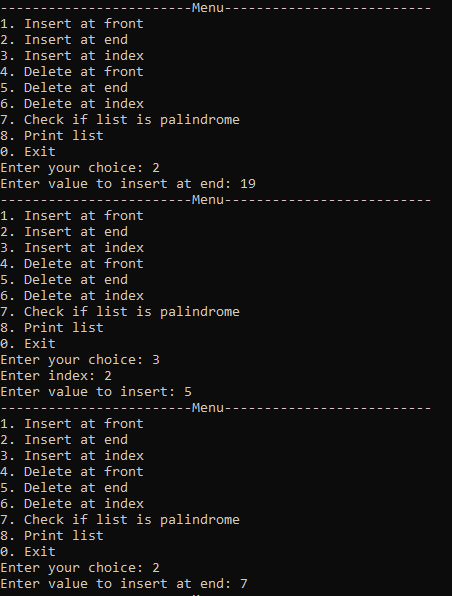 ------------------------Menu--------------------------
1. Insert at front
2. Insert at end
3. Insert at index
4. Delete at front
5. Delete at end
6. Delete at index
7. Check if list is palindrome
8. Print list
0. Exit
Enter your choice: 2
Enter value to insert at end: 19
------------------------Menu--------------------------
1. Insert at front
2. Insert at end
3. Insert at index
4. Delete at front
5. Delete at end
6. Delete at index
7. Check if list is palindrome
8. Print list
0. Exit
Enter your choice: 3
Enter index: 2
Enter value to insert: 5
------------------------Menu--------------------------
1. Insert at front
2. Insert at end
3. Insert at index
4. Delete at front
5. Delete at end
6. Delete at index
7. Check if list is palindrome
8. Print list
0. Exit
Enter your choice: 2
Enter value to insert at end: 7